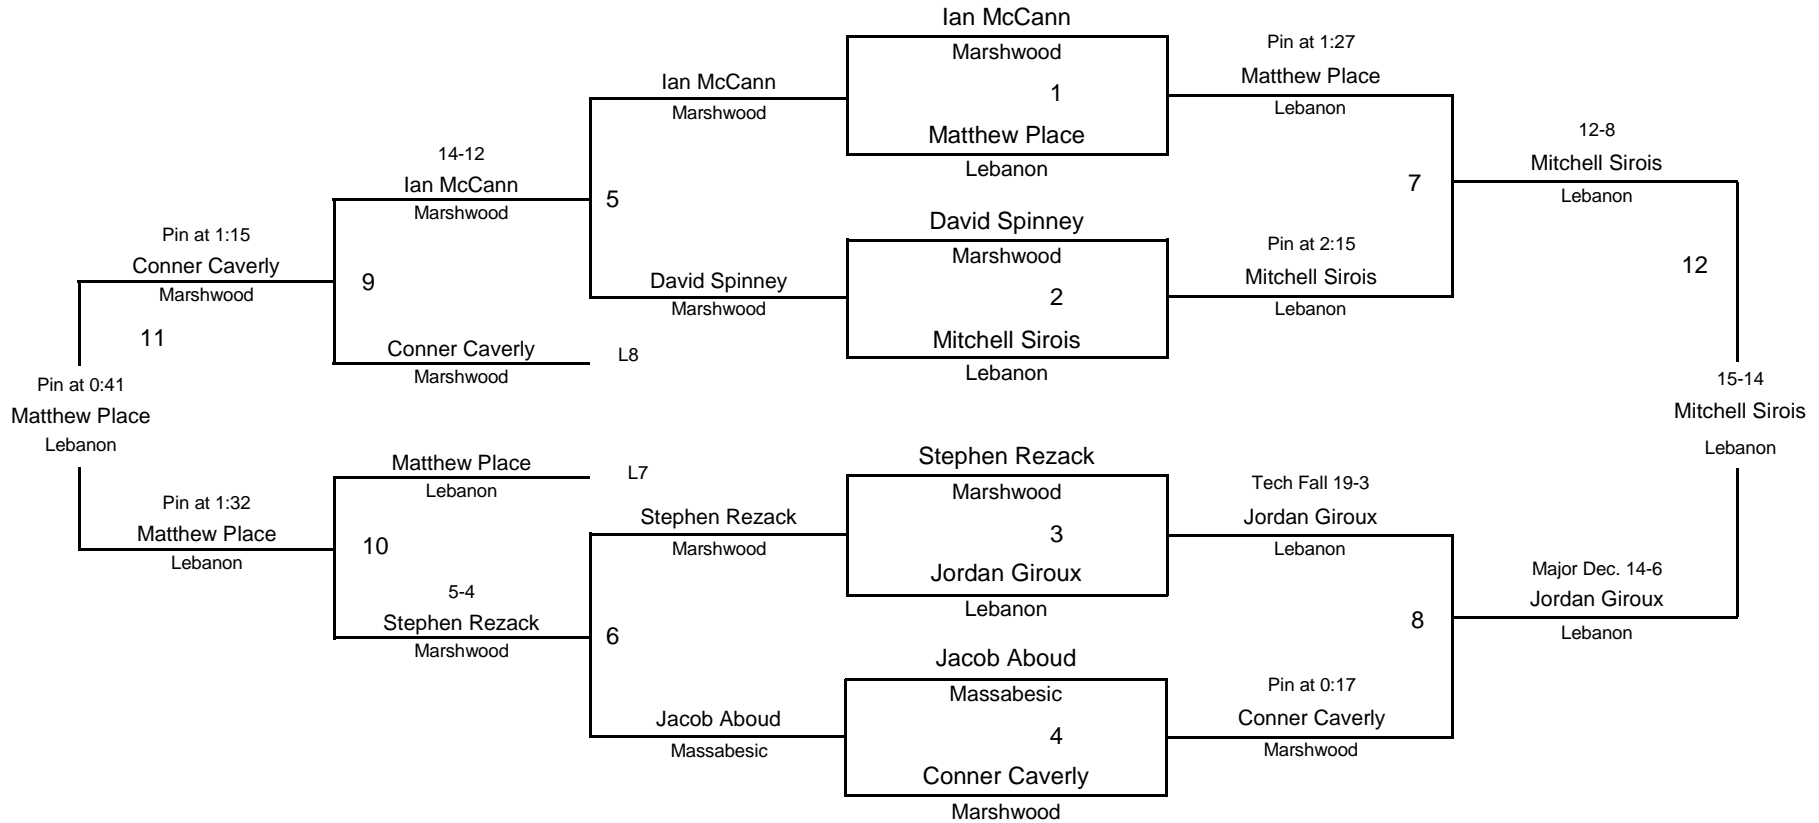 Ian McCann
Marshwood
1
Matthew Place
Lebanon
David Spinney
Marshwood
2
Mitchell Sirois
Lebanon
Stephen Rezack
Marshwood
3
Jordan Giroux
Lebanon
Jacob Aboud
Massabesic
4
Conner Caverly
Marshwood
Pin at 1:27
Matthew Place
Lebanon
Pin at 2:15
Mitchell Sirois
Lebanon
7
Tech Fall 19-3
Jordan Giroux
Lebanon
Pin at 0:17
Conner Caverly
Marshwood
8
12-8
Mitchell Sirois
Lebanon
12
Major Dec. 14-6
Jordan Giroux
Lebanon
15-14
Mitchell Sirois
Lebanon
Ian McCann
Marshwood
5
David Spinney
Marshwood
Stephen Rezack
Marshwood
6
Jacob Aboud
Massabesic
14-12
Ian McCann
Marshwood
9
Conner Caverly
Marshwood
L8
Matthew Place
Lebanon
L7
10
5-4
Stephen Rezack
Marshwood
Pin at 1:15
Conner Caverly
Marshwood
11
Pin at 1:32
Matthew Place
Lebanon
Pin at 0:41
Matthew Place
Lebanon